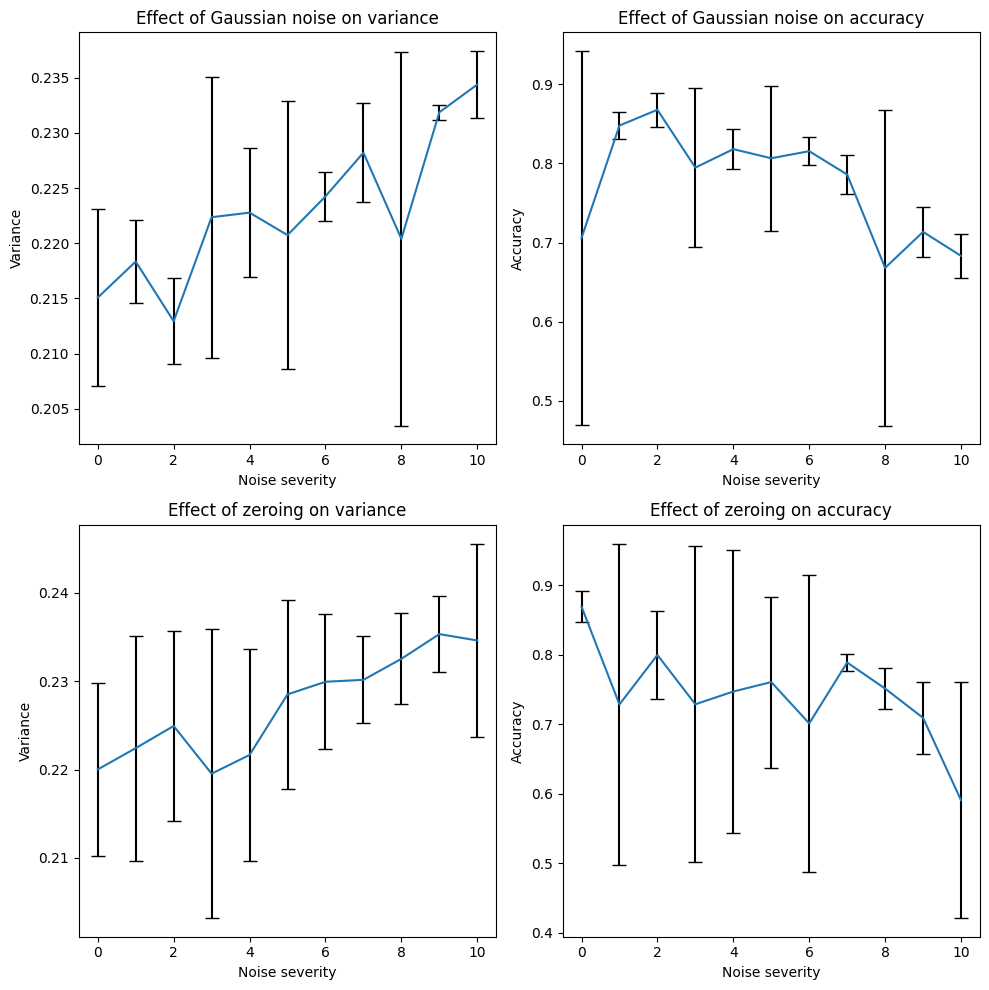 Effect of Gaussian noise on variance
0.235
0.230
0.225
0.220
0.215
0.210
0.205
Variance
0 2 4 6 8 10
Noise severity
Effect of Gaussian noise on accuracy
0.9
0.8
0.7
0.6
0.5
Accuracy
0 2 4 6 8 10
Noise severity
Effect of zeroing on variance
0.24
0.23
0.22
0.21
Variance
0 2 4 6 8 10
Noise severity
Effect of zeroing on accuracy
0.9
0.8
0.7
0.6
0.5
0.4
Accuracy
0 2 4 6 8 10
Noise severity